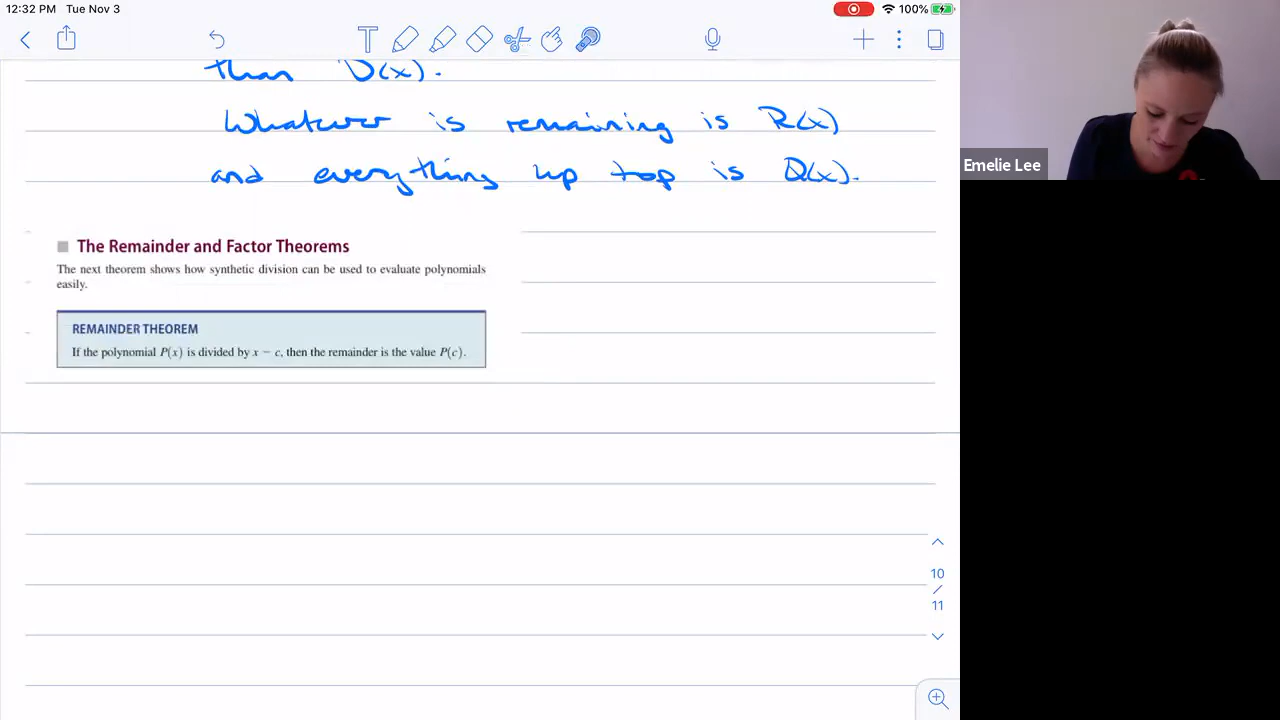 12:32 PM Tue Nov 3
100%
than D(x).
Whatever is remaining is R(x)
and everything up top is Q(x).
Emelie Lee
The Remainder and Factor Theorems
The next theorem shows how synthetic division can be used to evaluate polynomials
easily.
REMAINDER THEOREM
If the polynomial P(x) is divided by x − c, then the remainder is the value P(c).
10
/
11